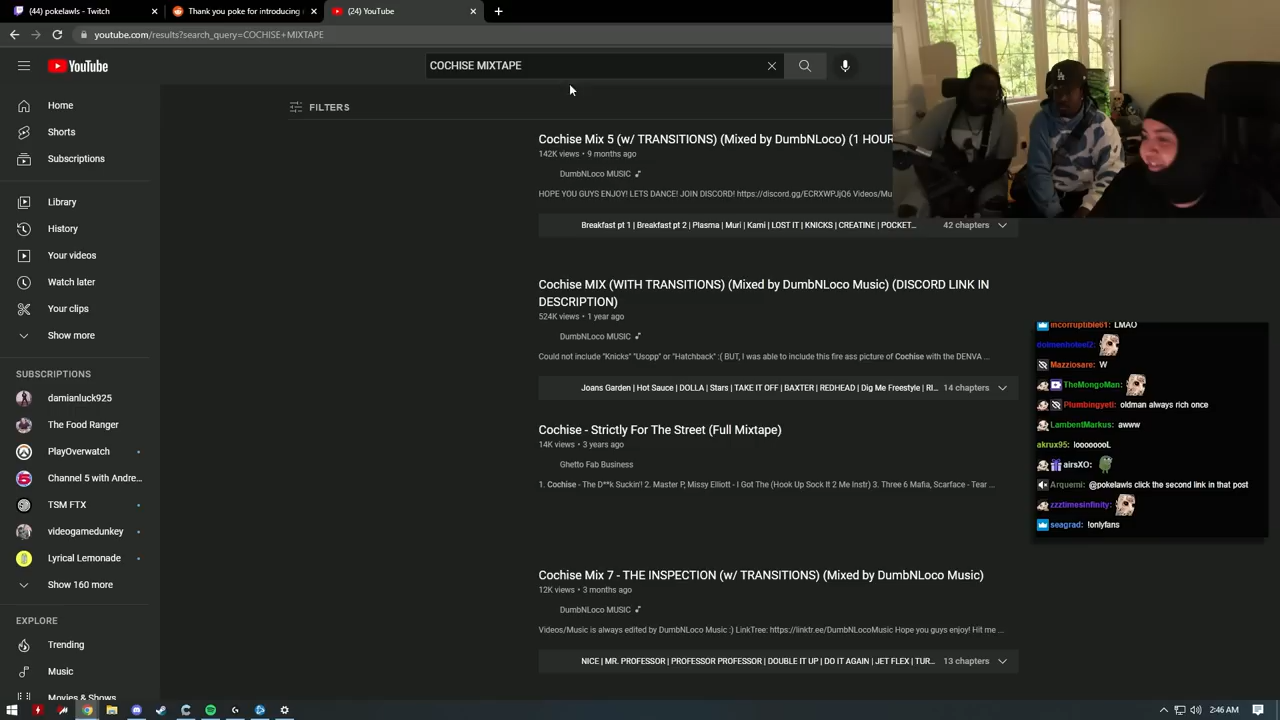 (44) pokelawls - Twitch
Thank you poke for introducing
(24) YouTube
youtube.com/results?search_query=COCHISE+MIXTAPE
YouTube
COCHISE MIXTAPE
FILTERS
Home
Shorts
Subscriptions
Library
History
Your videos
Watch later
Your clips
Show more
SUBSCRIPTIONS
damianluck925
The Food Ranger
PlayOverwatch
Channel 5 with Andre...
TSM FTX
videogamedunkey
Lyrical Lemonade
Show 160 more
EXPLORE
Trending
Music
Movies & Shows
Cochise Mix 5 (w/ TRANSITIONS) (Mixed by DumbNLoco) (1 HOUR
142K views • 9 months ago
DumbNLoco MUSIC
HOPE YOU GUYS ENJOY! LETS DANCE! JOIN DISCORD! https://discord.gg/ECRXWPJjQ6 Videos/Mu
Breakfast pt 1 | Breakfast pt 2 | Plasma | Muri | Kami | LOST IT | KNICKS | CREATINE | POCKET...
42 chapters
Cochise MIX (WITH TRANSITIONS) (Mixed by DumbNLoco Music) (DISCORD LINK IN
DESCRIPTION)
524K views • 1 year ago
DumbNLoco MUSIC
Could not include "Knicks" "Usopp" or "Hatchback" :( BUT, I was able to include this fire ass picture of Cochise with the DENVA ...
Joans Garden | Hot Sauce | DOLLA | Stars | TAKE IT OFF | BAXTER | REDHEAD | Dig Me Freestyle | RI...
14 chapters
Cochise - Strictly For The Street (Full Mixtape)
14K views • 3 years ago
Ghetto Fab Business
1. Cochise - The D**k Suckin'! 2. Master P, Missy Elliott - I Got The (Hook Up Sock It 2 Me Instr) 3. Three 6 Mafia, Scarface - Tear ...
Cochise Mix 7 - THE INSPECTION (w/ TRANSITIONS) (Mixed by DumbNLoco Music)
12K views • 3 months ago
DumbNLoco MUSIC
Videos/Music is always edited by DumbNLoco Music :) LinkTree: https://linktr.ee/DumbNLocoMusic Hope you guys enjoy! Hit me ...
NICE | MR. PROFESSOR | PROFESSOR PROFESSOR | DOUBLE IT UP | DO IT AGAIN | JET FLEX | TUR...
13 chapters
incorruptible61: LMAO
Mazziosare: W
TheMongoMan:
Plumbingyeti: oldman always rich once
LambentMarkus: awww
akrux95: loooooooL
airsXO:
Arquemi: @pokelawls click the second link in that post
zzztimesinfinity:
seagrad: !onlyfans
2:46 AM